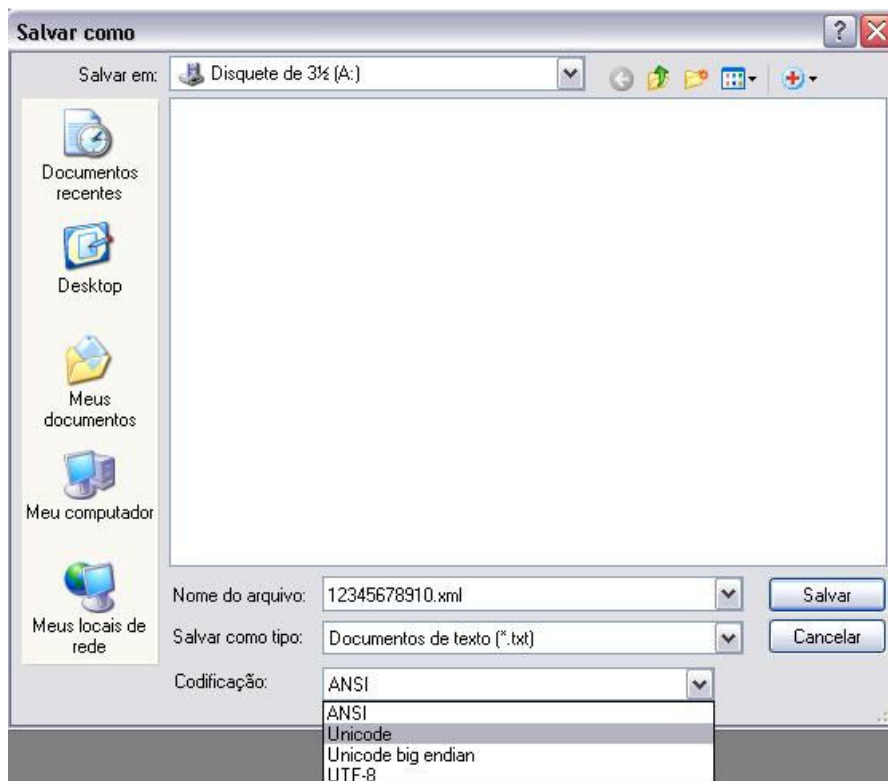 Salvar como
Salvar em: Disquete de 3½ (A:)
Documentos
recentes
Desktop
Meus
documentos
Meu computador
Meus locais de
rede
Nome do arquivo: 12345678910.xml Salvar
Salvar como tipo: Documentos de texto (*.txt) Cancelar
Codificação: ANSI
ANSI
Unicode
Unicode big endian
UTF-8